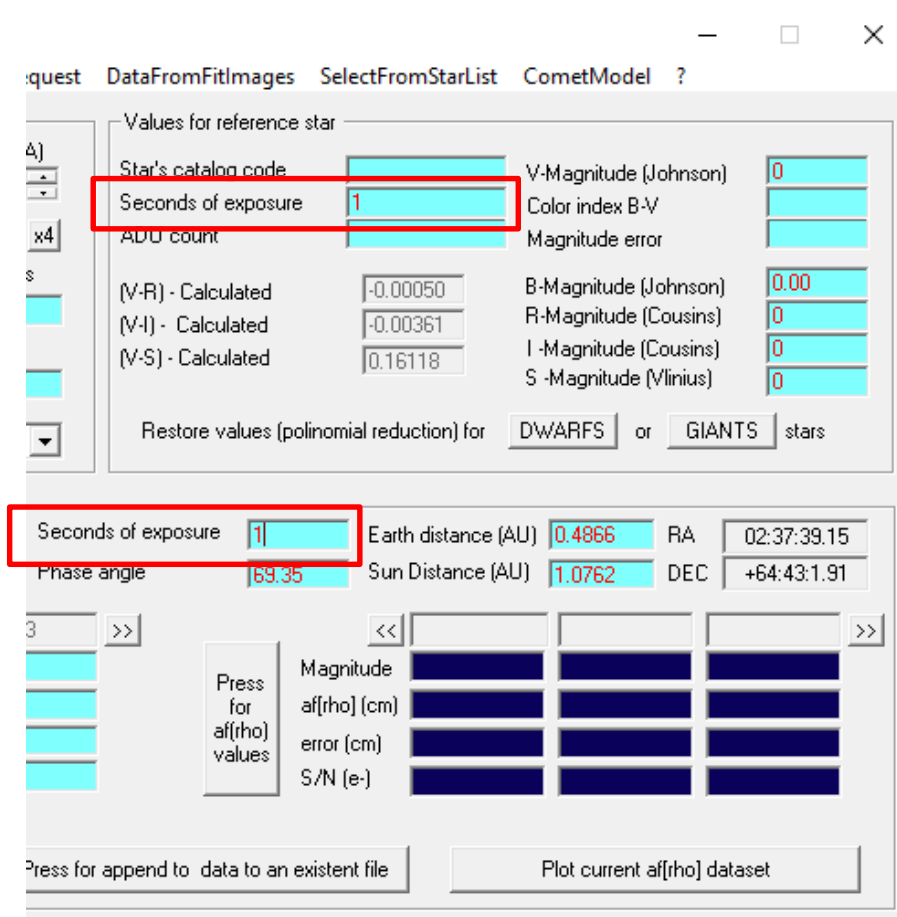 equest DataFromFitImages SelectFromStarList CometModel ?
Values for reference star
A)
Star's catalog code
V-Magnitude (Johnson) 0
Seconds of exposure 1
Color index B-V
x4
ADU count
Magnitude error
s
(V-R) - Calculated -0.00050
B-Magnitude (Johnson) 0.00
R-Magnitude (Cousins) 0
(V-I) - Calculated -0.00361
I -Magnitude (Cousins) 0
(V-S) - Calculated 0.16118
S -Magnitude (Vlinius) 0
Restore values (polinomial reduction) for DWARFS or GIANTS stars
Seconds of exposure 1 Earth distance (AU) 0.4866 RA 02:37:39.15
Phase angle 69.35 Sun Distance (AU) 1.0762 DEC +64:43:1.91
3 >> << >>
Press
for
af(rho)
values
Magnitude
af[rho] (cm)
error (cm)
S/N (e-)
Press for append to data to an existent file Plot current af[rho] dataset